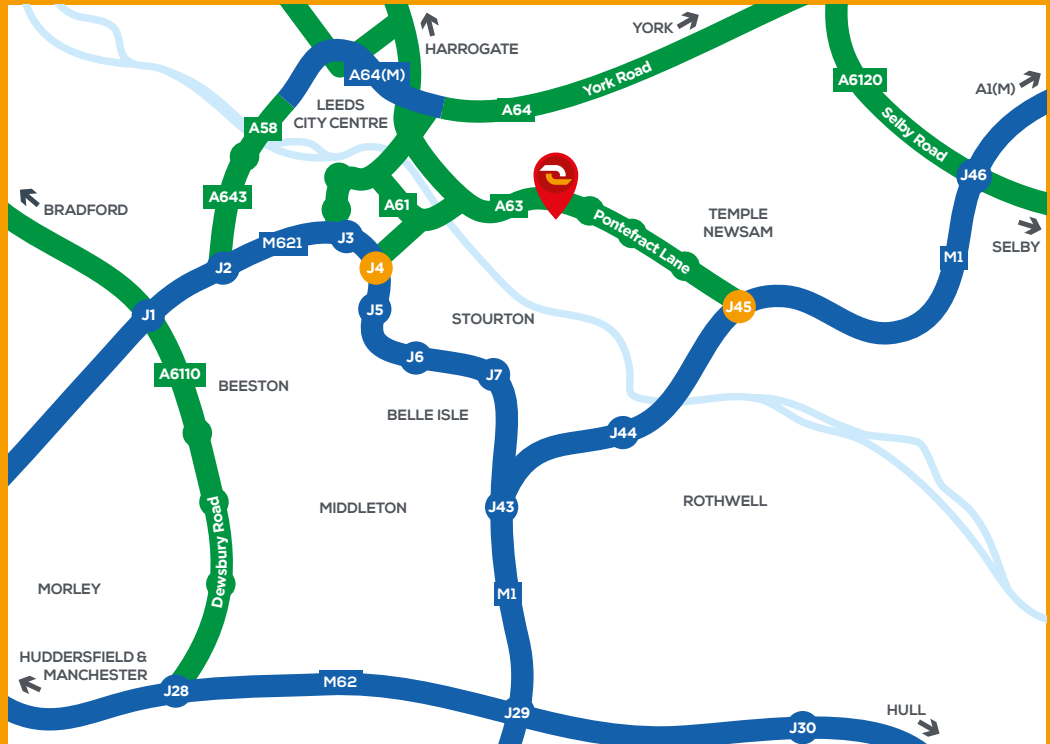 YORK
HARROGATE
A64(M)
York Road
A6120
A1(M)
LEEDS
CITY CENTRE
A64
A58
Selby Road
J46
A643
A61
A63
BRADFORD
Pontefract Lane
TEMPLE
NEWSAM
SELBY
M621
J3
J2
J4
M1
J1
J5
J45
STOURTON
J6
J7
A6110
BEESTON
BELLE ISLE
J44
MIDDLETON
J43
ROTHWELL
Dewsbury Road
MORLEY
M1
HUDDERSFIELD &
MANCHESTER
J28
M62
J29
HULL
J30